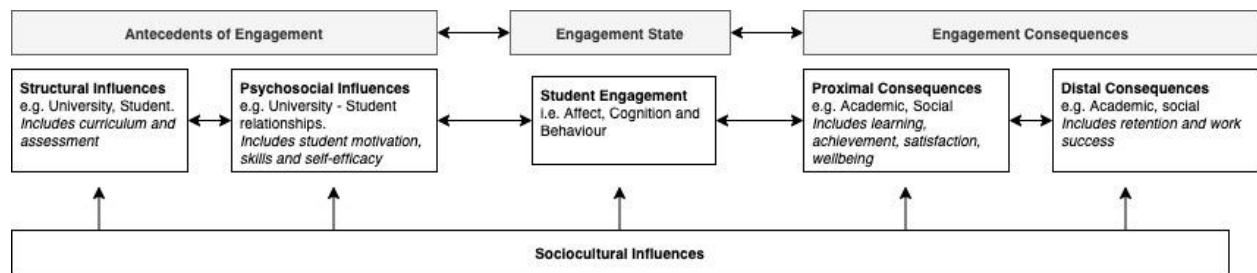 Antecedents of Engagement
Engagement State
Engagement Consequences
Structural Influences
e.g. University, Student.
Includes curriculum and
assessment
Psychosocial Influences
e.g. University - Student
relationships.
Includes student motivation,
skills and self-efficacy
Student Engagement
i.e. Affect, Cognition and
Behaviour
Proximal Consequences
e.g. Academic, Social
Includes learning,
achievement, satisfaction,
wellbeing
Distal Consequences
e.g. Academic, social
Includes retention and work
success
Sociocultural Influences